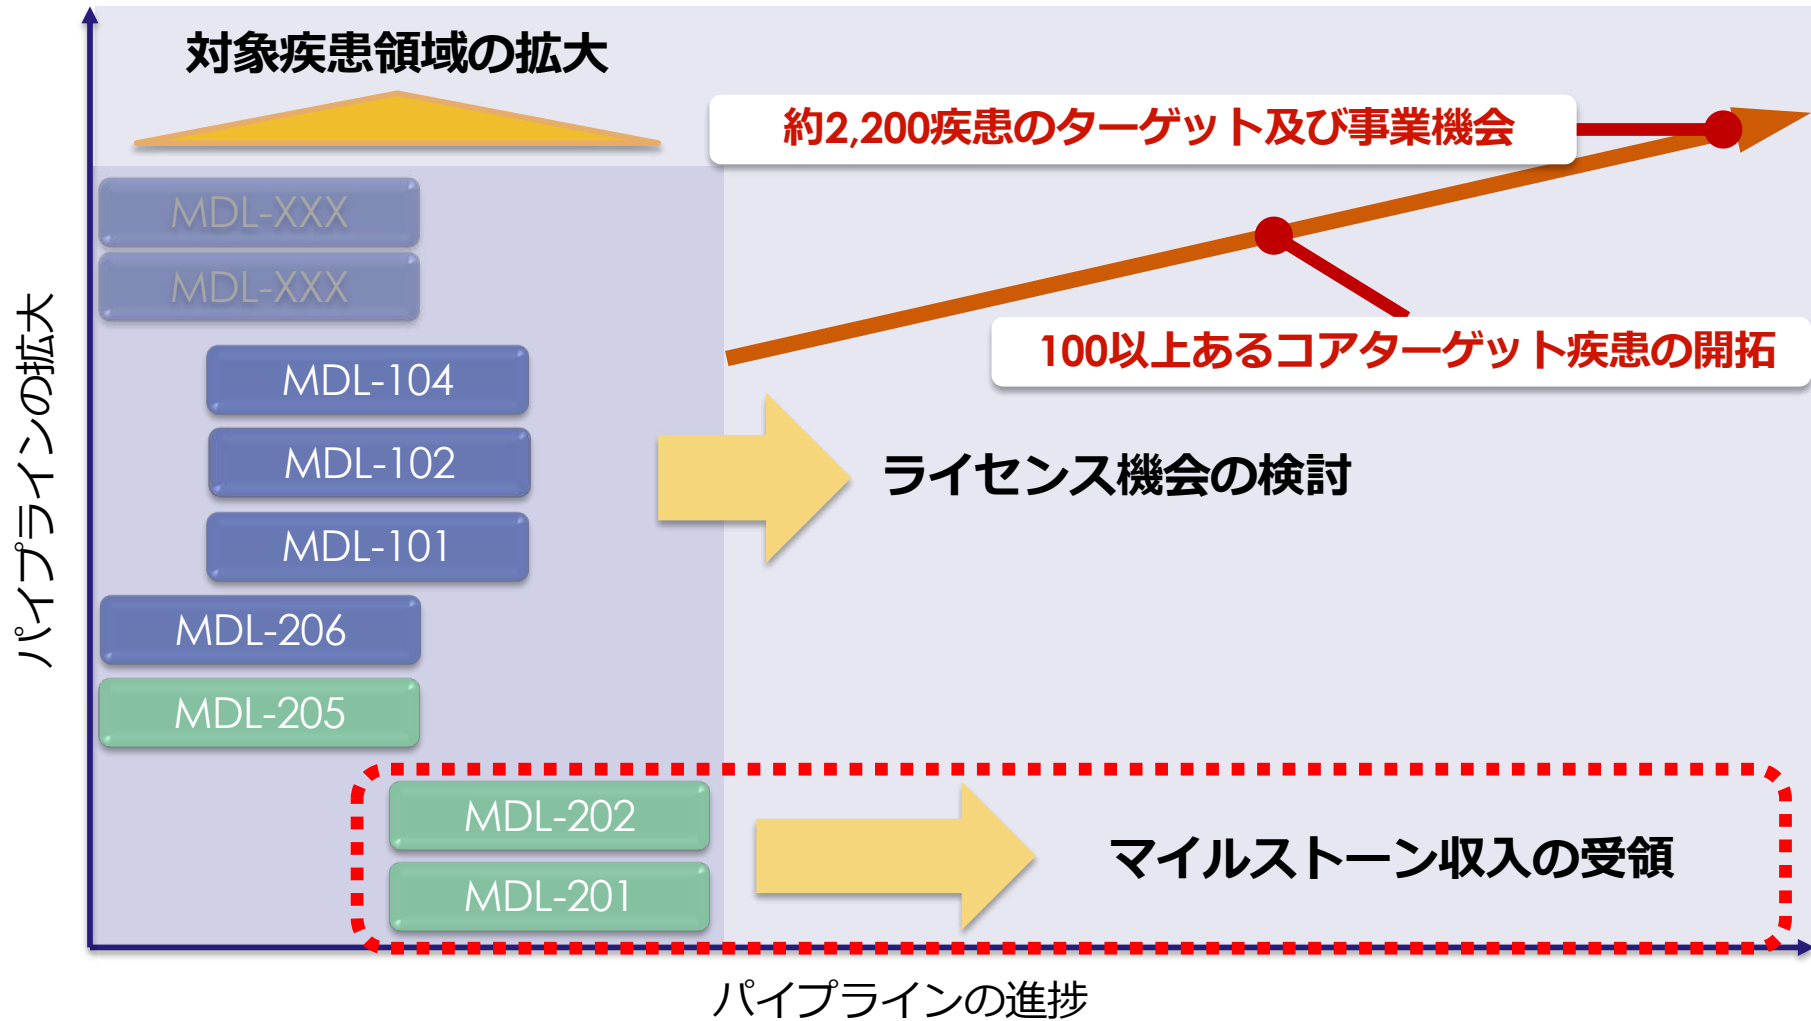 対象疾患領域の拡大
約2,200疾患のターゲット及び事業機会
MDL-XXX
MDL-XXX
100以上あるコアターゲット疾患の開拓
MDL-104
MDL-102
ライセンス機会の検討
MDL-101
MDL-206
MDL-205
MDL-202
マイルストーン収入の受領
MDL-201
パイプラインの拡大
パイプラインの進捗